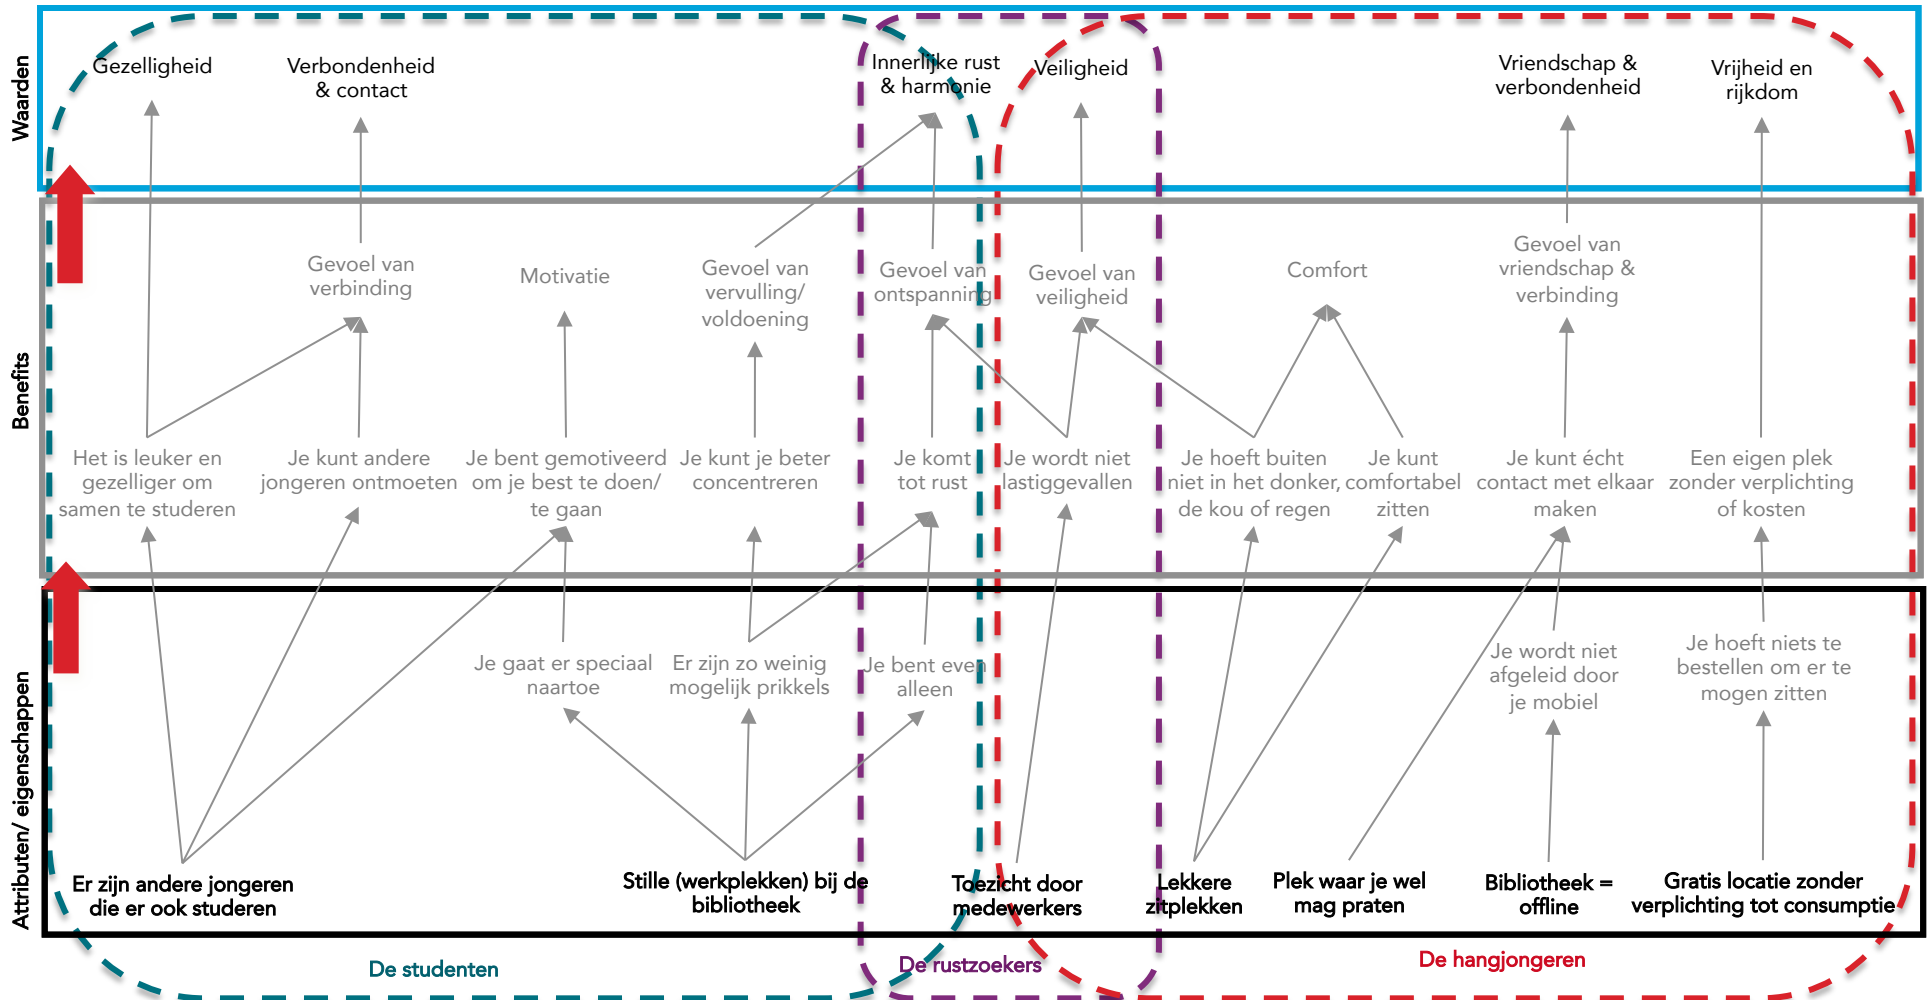 Waarden
Gezelligheid
Verbondenheid
& contact
Innerlijke rust
& harmonie
Veiligheid
Vriendschap &
verbondenheid
Vrijheid en
rijkdom
Benefits
Gevoel van
verbinding
Motivatie
Gevoel van
vervulling/
voldoening
Gevoel van
ontspanning
Gevoel van
veiligheid
Comfort
Gevoel van
vriendschap &
verbinding
Het is leuker en
gezelliger om
samen te studeren
Je kunt andere
jongeren ontmoeten
Je bent gemotiveerd
om je best te doen/
te gaan
Je kunt je beter
concentreren
Je komt
tot rust
Je wordt niet
lastiggevallen
Je hoeft buiten
niet in het donker,
de kou of regen
Je kunt
comfortabel
zitten
Je kunt écht
contact met elkaar
maken
Een eigen plek
zonder verplichting
of kosten
Attributen/ eigenschappen
Je gaat er speciaal
naartoe
Er zijn zo weinig
mogelijk prikkels
Je bent even
alleen
Je wordt niet
afgeleid door
je mobiel
Je hoeft niets te
bestellen om er te
mogen zitten
Er zijn andere jongeren
die er ook studeren
Stille (werkplekken) bij de
bibliotheek
Toezicht door
medewerkers
Lekkere
zitplekken
Plek waar je wel
mag praten
Bibliotheek =
offline
Gratis locatie zonder
verplichting tot consumptie
De studenten
De rustzoekers
De hangjongeren